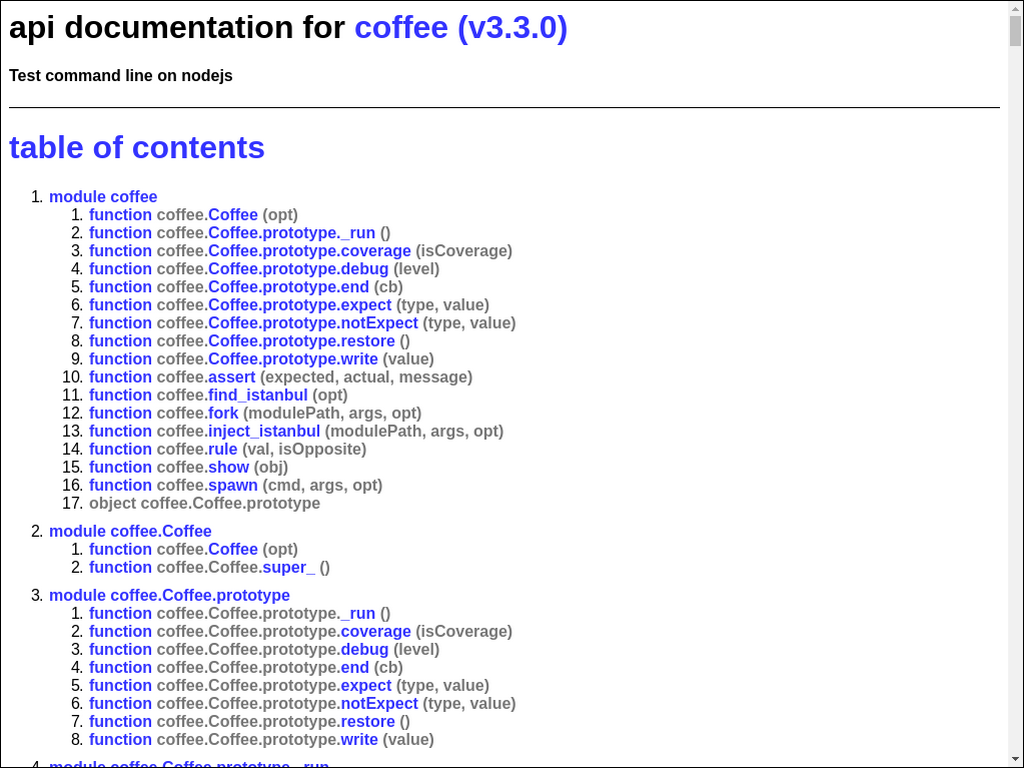 api documentation for coffee (v3.3.0)
Test command line on nodejs
table of contents
1. module coffee
1. function coffee.Coffee (opt)
2. function coffee.Coffee.prototype._run ()
3. function coffee.Coffee.prototype.coverage (isCoverage)
4. function coffee.Coffee.prototype.debug (level)
5. function coffee.Coffee.prototype.end (cb)
6. function coffee.Coffee.prototype.expect (type, value)
7. function coffee.Coffee.prototype.notExpect (type, value)
8. function coffee.Coffee.prototype.restore ()
9. function coffee.Coffee.prototype.write (value)
10. function coffee.assert (expected, actual, message)
11. function coffee.find_istanbul (opt)
12. function coffee.fork (modulePath, args, opt)
13. function coffee.inject_istanbul (modulePath, args, opt)
14. function coffee.rule (val, isOpposite)
15. function coffee.show (obj)
16. function coffee.spawn (cmd, args, opt)
17. object coffee.Coffee.prototype
2. module coffee.Coffee
1. function coffee.Coffee (opt)
2. function coffee.Coffee.super_ ()
3. module coffee.Coffee.prototype
1. function coffee.Coffee.prototype._run ()
2. function coffee.Coffee.prototype.coverage (isCoverage)
3. function coffee.Coffee.prototype.debug (level)
4. function coffee.Coffee.prototype.end (cb)
5. function coffee.Coffee.prototype.expect (type, value)
6. function coffee.Coffee.prototype.notExpect (type, value)
7. function coffee.Coffee.prototype.restore ()
8. function coffee.Coffee.prototype.write (value)
4. module coffee.Coffee.prototype._run